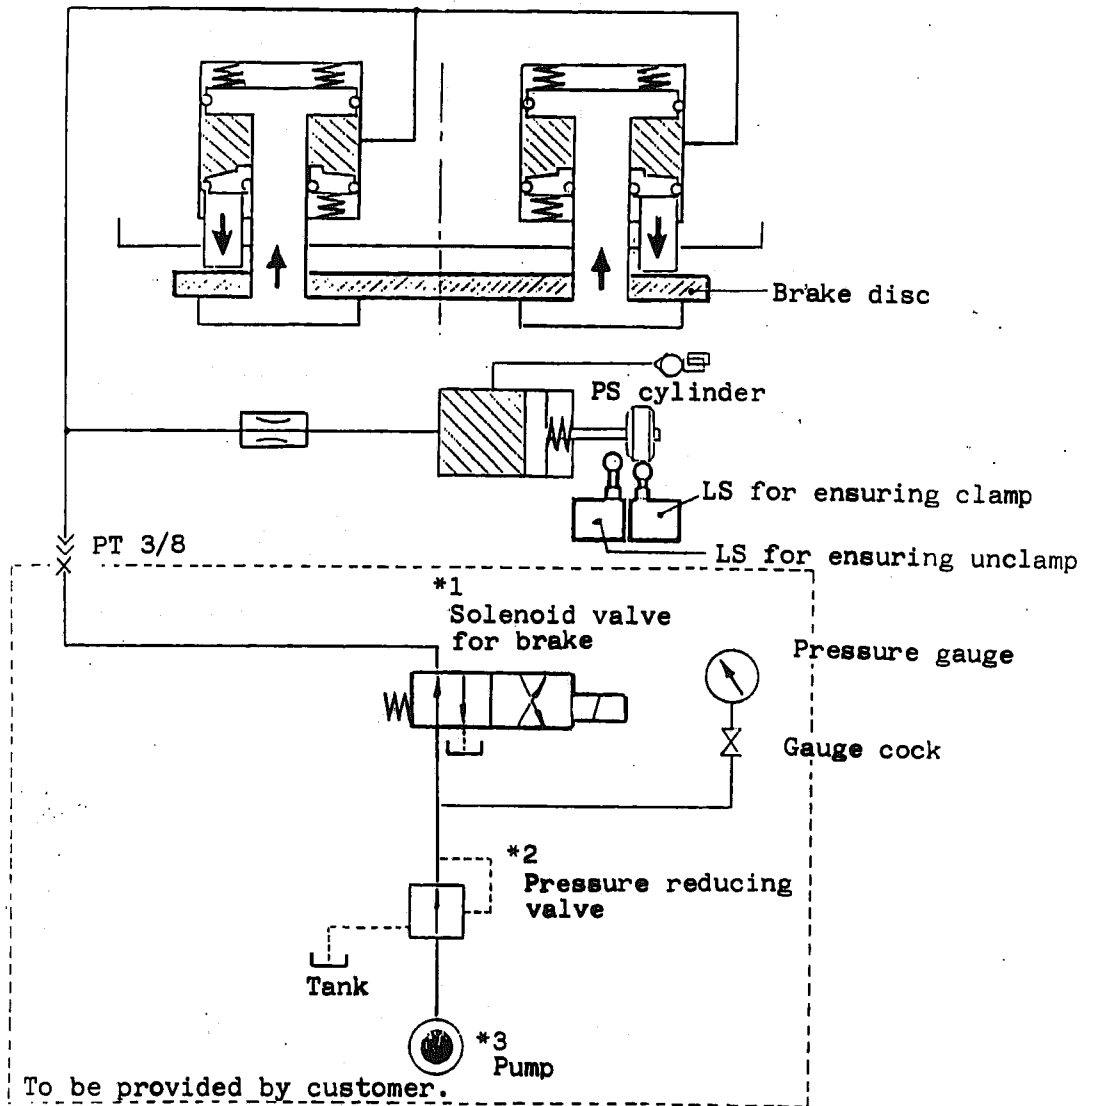 Brake disc
PS cylinder
LS for ensuring clamp
PT 3/8
LS for ensuring unclamp
*1
Solenoid valve
for brake
Pressure gauge
Gauge cock
*2
Pressure reducing
valve
Tank
*3
Pump
To be provided by customer.